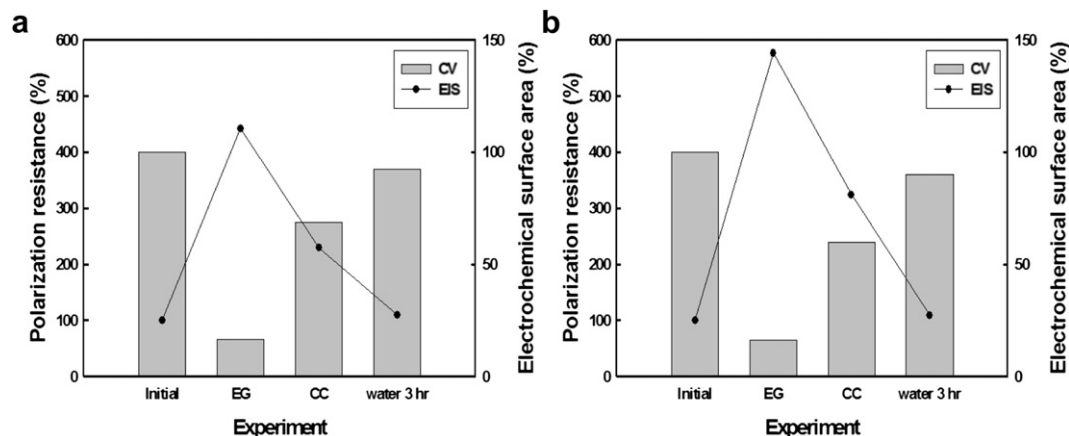 a
600
500
400
300
200
100
0
Polarization resistance (%)
150
100
50
0
Electrochemical surface area (%)
CV
EIS
Initial EG CC water 3 hr
Experiment
b
600
500
400
300
200
100
0
Polarization resistance (%)
150
100
50
0
Electrochemical surface area (%)
CV
EIS
Initial EG CC water 3 hr
Experiment